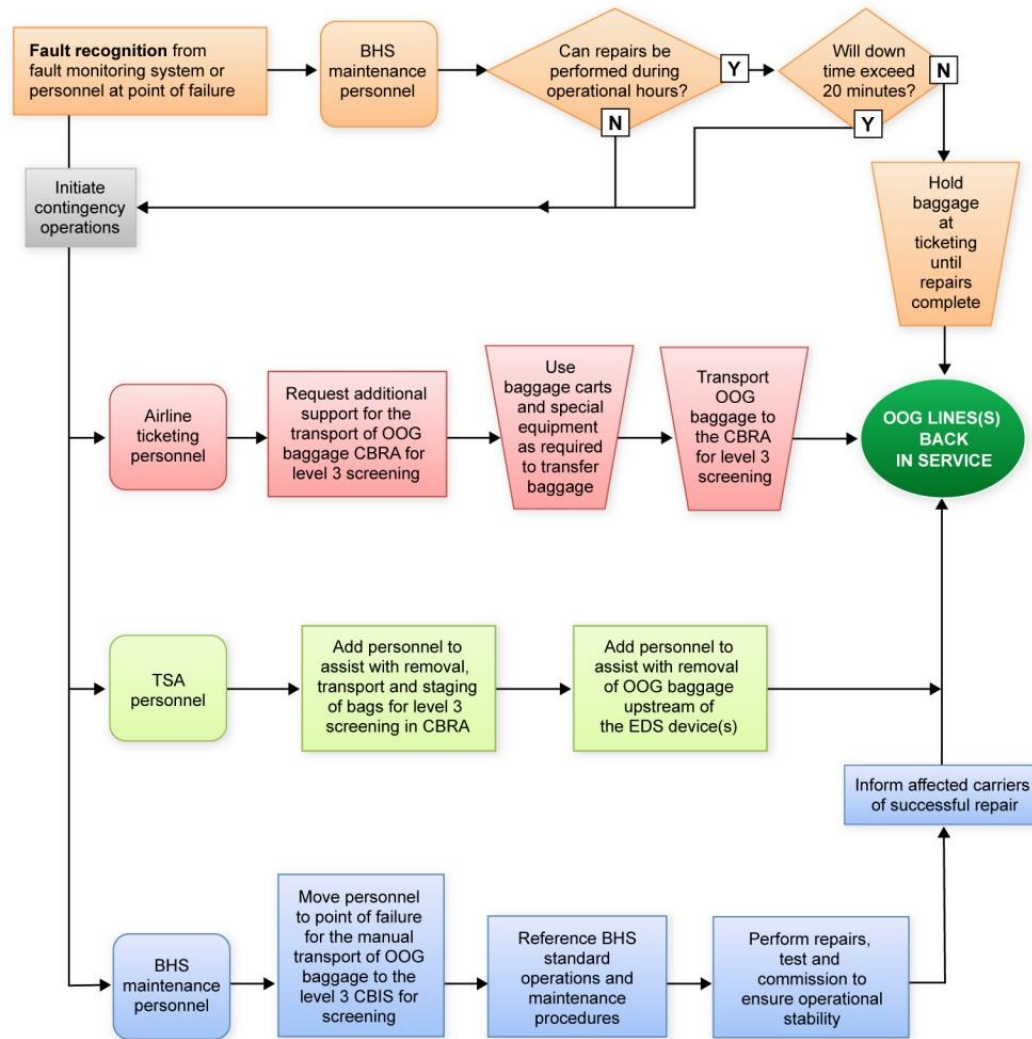 Fault recognition from
fault monitoring system or
personnel at point of failure
BHS
maintenance
personnel
Can repairs be
performed during
operational hours?
Y
N
Will down
time exceed
20 minutes?
N
Y
Initiate
contingency
operations
Hold
baggage
at
ticketing
until
repairs
complete
Airline
ticketing
personnel
Request additional
support for the
transport of OOG
baggage CBRA for
level 3 screening
Use
baggage carts
and special
equipment
as required
to transfer
baggage
Transport
OOG
baggage to
the CBRA
for level 3
screening
OOG LINES(S)
BACK
IN SERVICE
TSA
personnel
Add personnel to
assist with removal,
transport and staging
of bags for level 3
screening in CBRA
Add personnel to
assist with removal
of OOG baggage
upstream of
the EDS device(s)
Inform affected carriers
of successful repair
BHS
maintenance
personnel
Move personnel
to point of failure
for the manual
transport of OOG
baggage to the
level 3 CBIS for
screening
Reference BHS
standard
operations and
maintenance
procedures
Perform repairs,
test and
commission to
ensure operational
stability